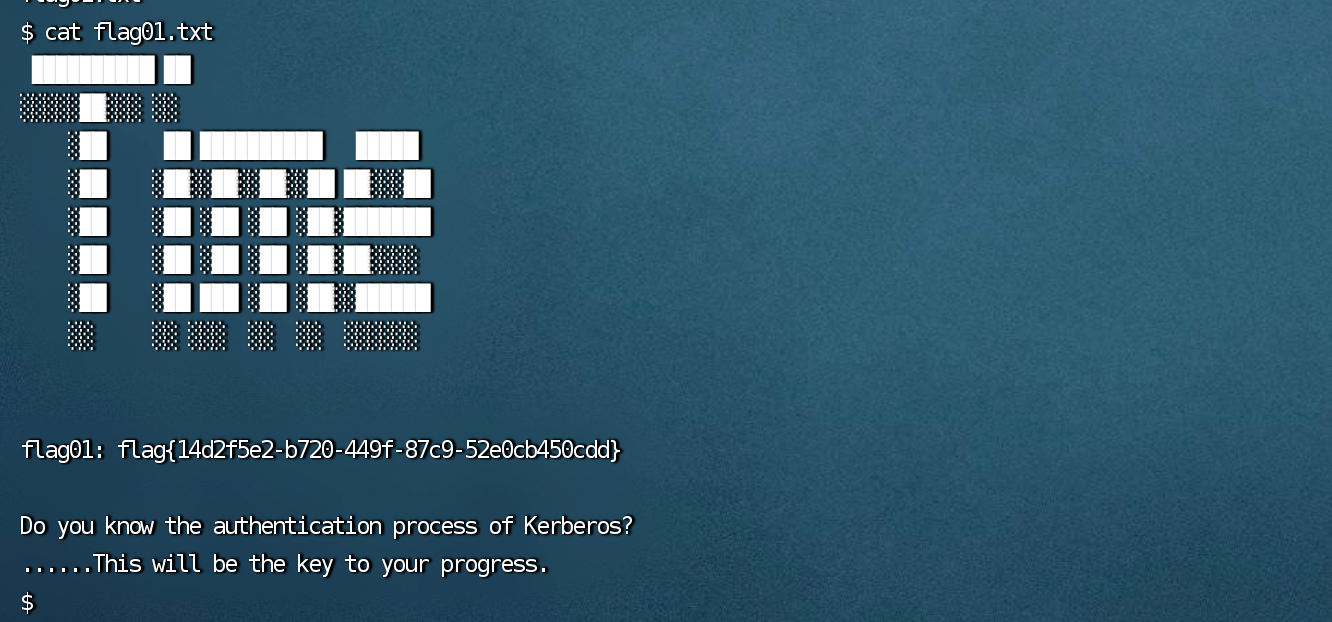 $ cat flag01.txt
Time
flag01: flag{14d2f5e2-b720-449f-87c9-52e0cb450cdd}
Do you know the authentication process of Kerberos?
......This will be the key to your progress.
$